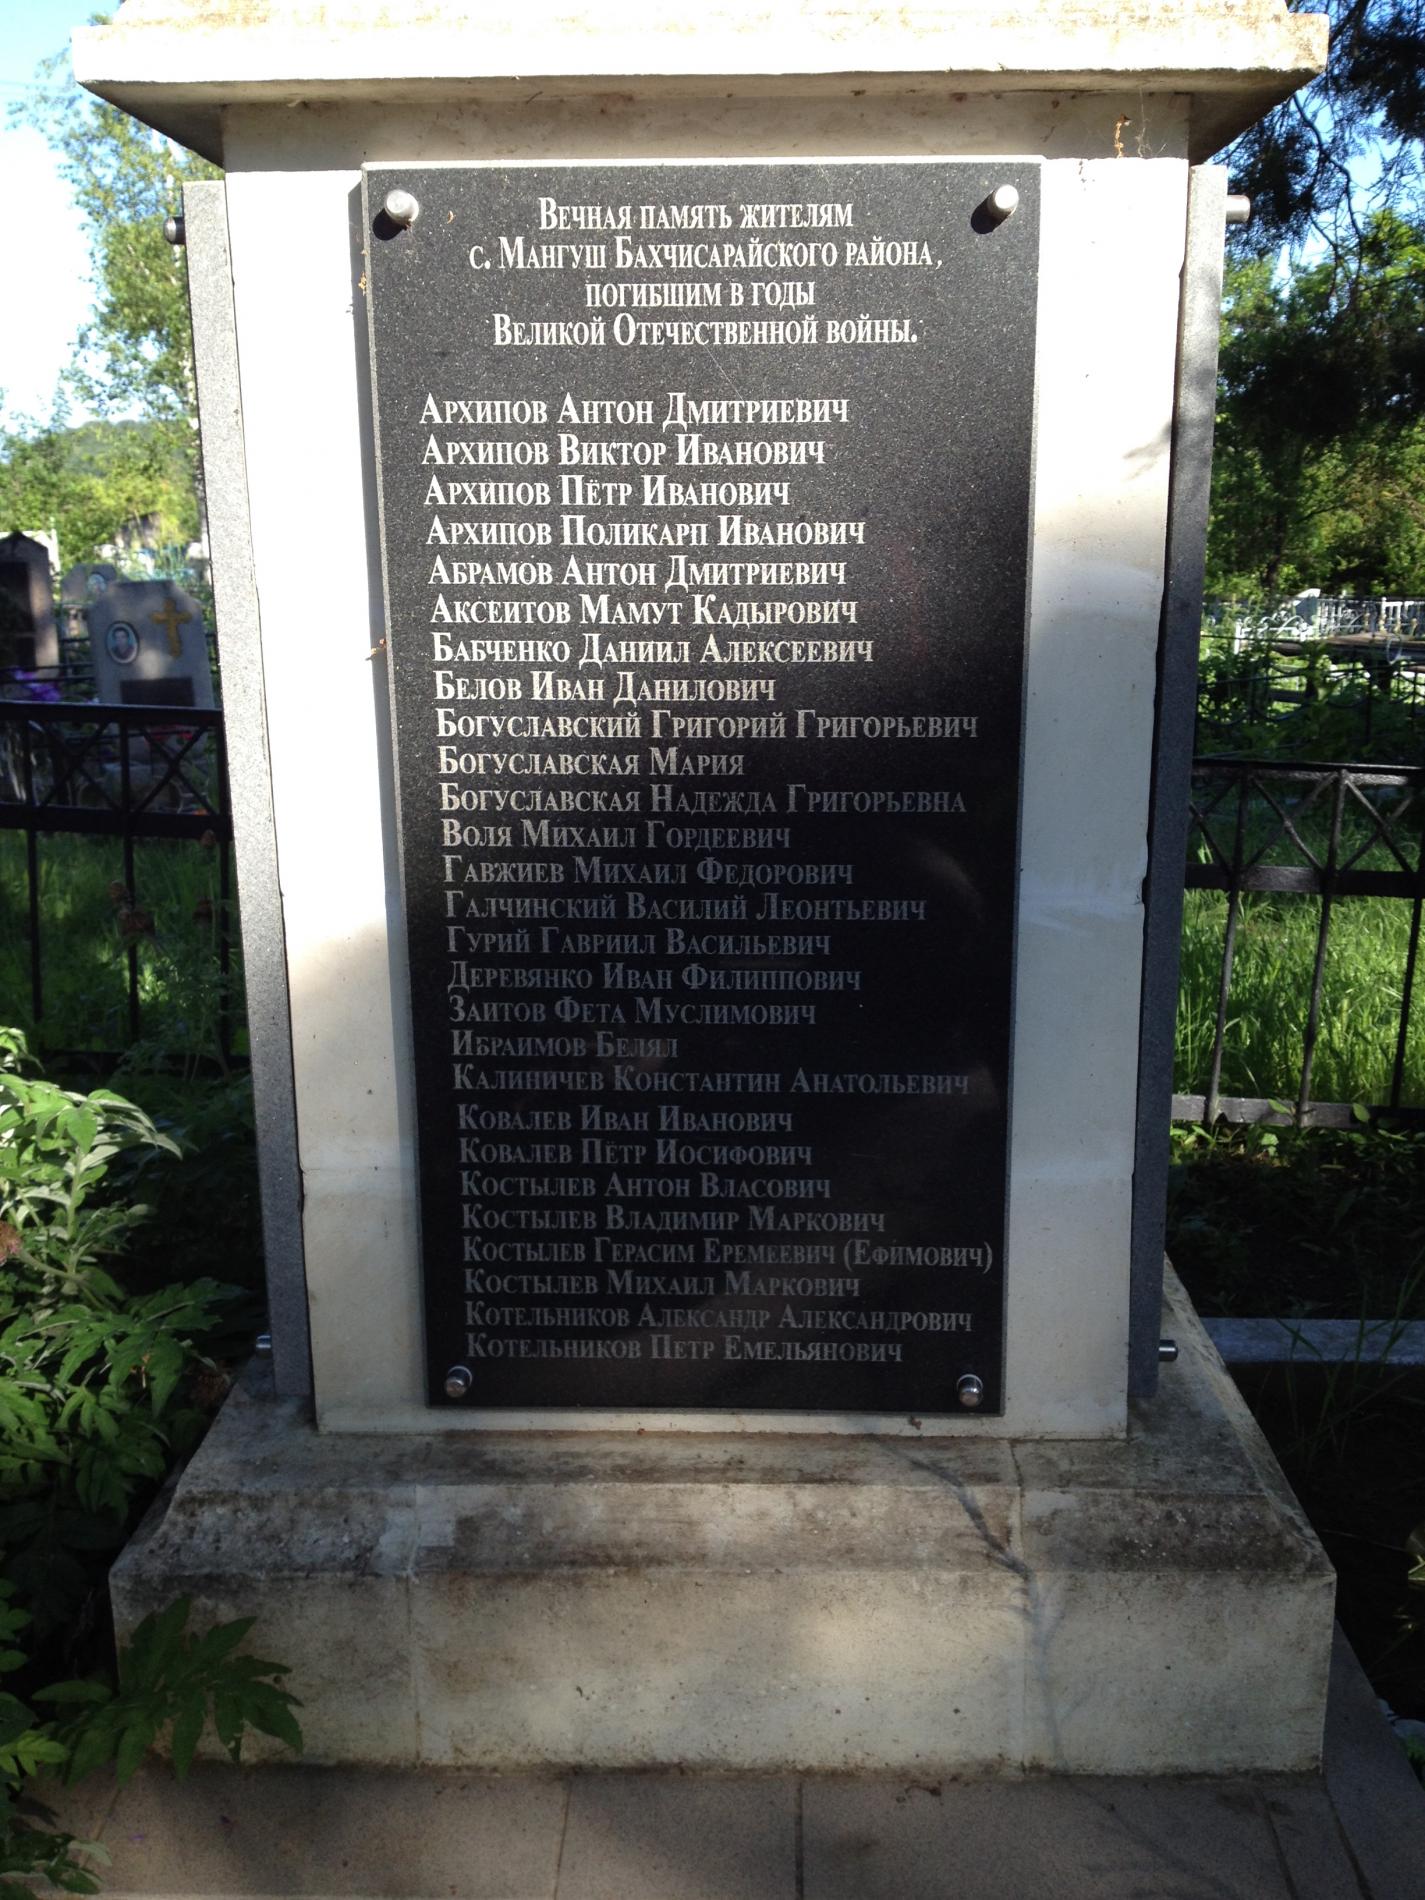 Вечная память жителям
с. Мангуш Бахчисарайского района,
погибшим в годы
Великой Отечественной войны.
Архипов Антон Дмитриевич
Архипов Виктор Иванович
Архипов Пётр Иванович
Архипов Поликарп Иванович
Абрамов Антон Дмитриевич
Аксеитов Мамут Кадырович
Бабченко Даниил Алексеевич
Белов Иван Данилович
Богуславский Григорий Григорьевич
Богуславская Мария
Богуславская Надежда Григорьевна
Воля Михаил Гордеевич
Гавжиев Михаил Федорович
Галчинский Василий Леонтьевич
Гурий Гавриил Васильевич
Деревянко Иван Филиппович
Заитов Фета Муслимович
Ибраимов Белял
Калиничев Константин Анатольевич
Ковалев Иван Иванович
Ковалев Пётр Иосифович
Костылев Антон Власович
Костылев Владимир Маркович
Костылев Герасим Еремеевич (Ефимович)
Костылев Михаил Маркович
Котельников Александр Александрович
Котельников Петр Емельянович